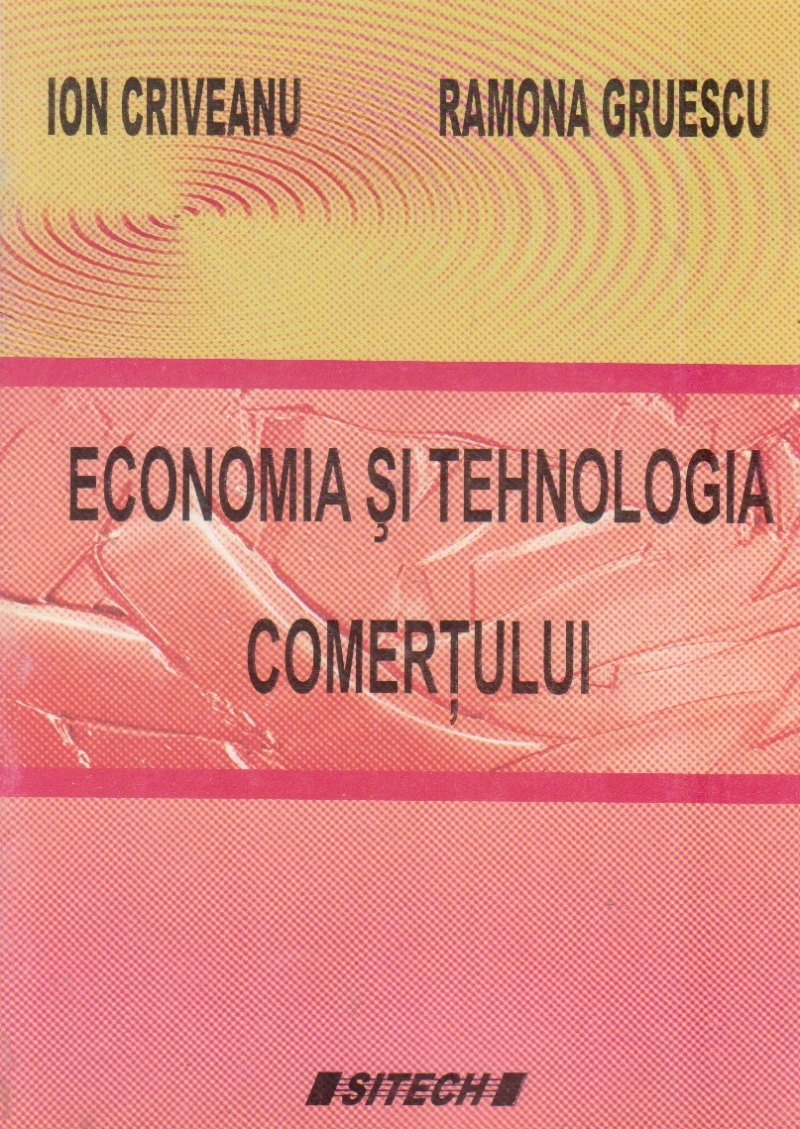 ION CRIVEANU RAMONA GRUESCU
ECONOMIA ȘI TEHNOLOGIA
COMERȚULUI
SITECH